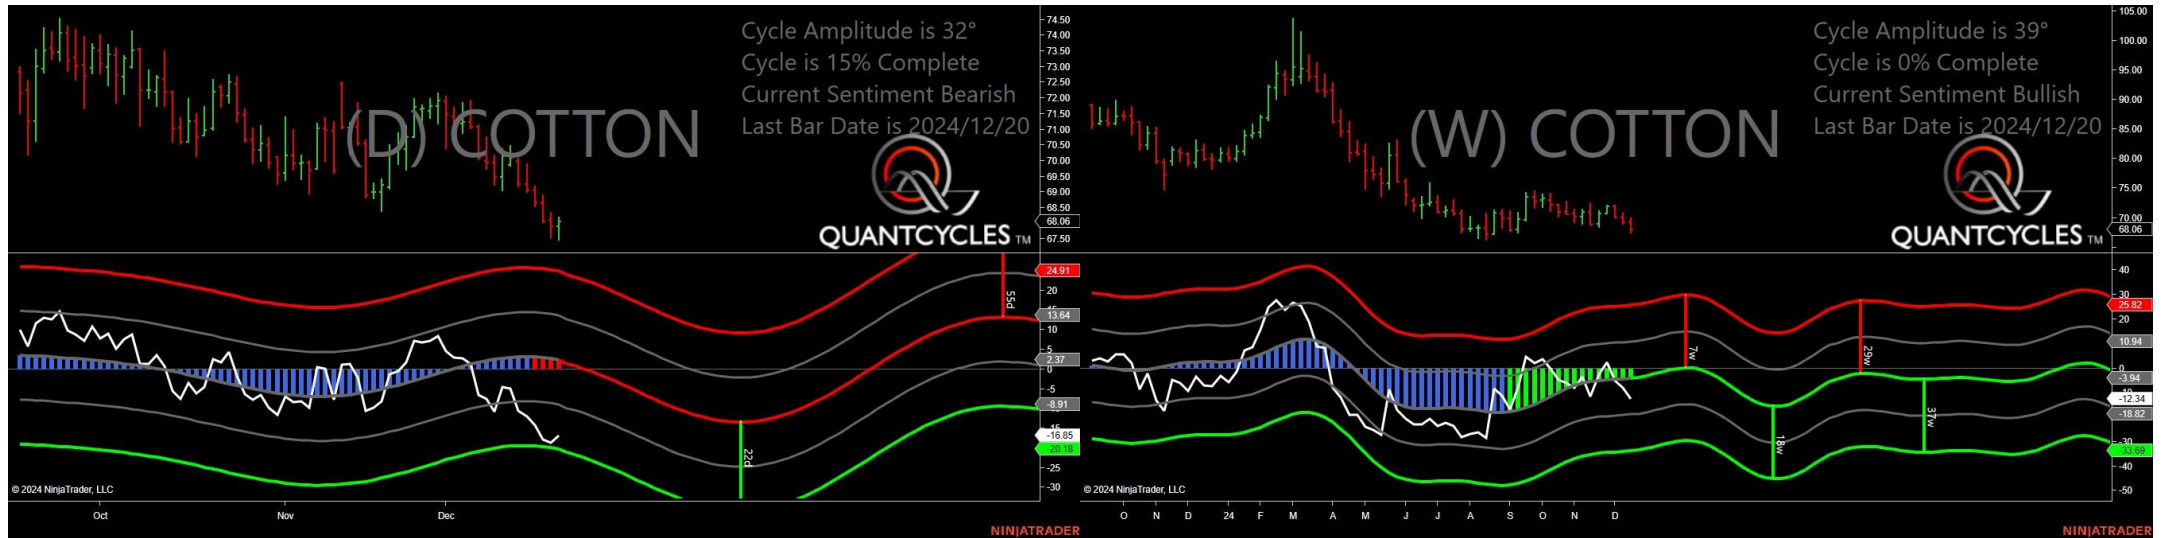 Cycle Amplitude is 32°
Cycle is 15% Complete
Current Sentiment Bearish
Last Bar Date is 2024/12/20
(D) COTTON
QUANTCYCLES TM
74.50
74.00
73.50
73.00
72.50
72.00
71.50
71.00
70.50
70.00
69.50
69.00
68.50
68.06
67.50
24.91
20
15
13.64
10
5
2.37
0
-5
-8.91
-16.85
-20.18
-25
-30
55d
22d
© 2024 NinjaTrader, LLC
Oct
Nov
Dec
NINJATRADER
Cycle Amplitude is 39°
Cycle is 0% Complete
Current Sentiment Bullish
Last Bar Date is 2024/12/20
(W) COTTON
QUANTCYCLES TM
105.00
100.00
95.00
90.00
85.00
80.00
75.00
70.00
68.06
40
30
25.82
20
10.94
0
-3.94
-12.34
-18.82
-30
-33.69
-40
-50
7w
29w
18w
37w
© 2024 NinjaTrader, LLC
O
N
D
24
F
M
A
M
J
J
A
S
O
N
D
NINJATRADER